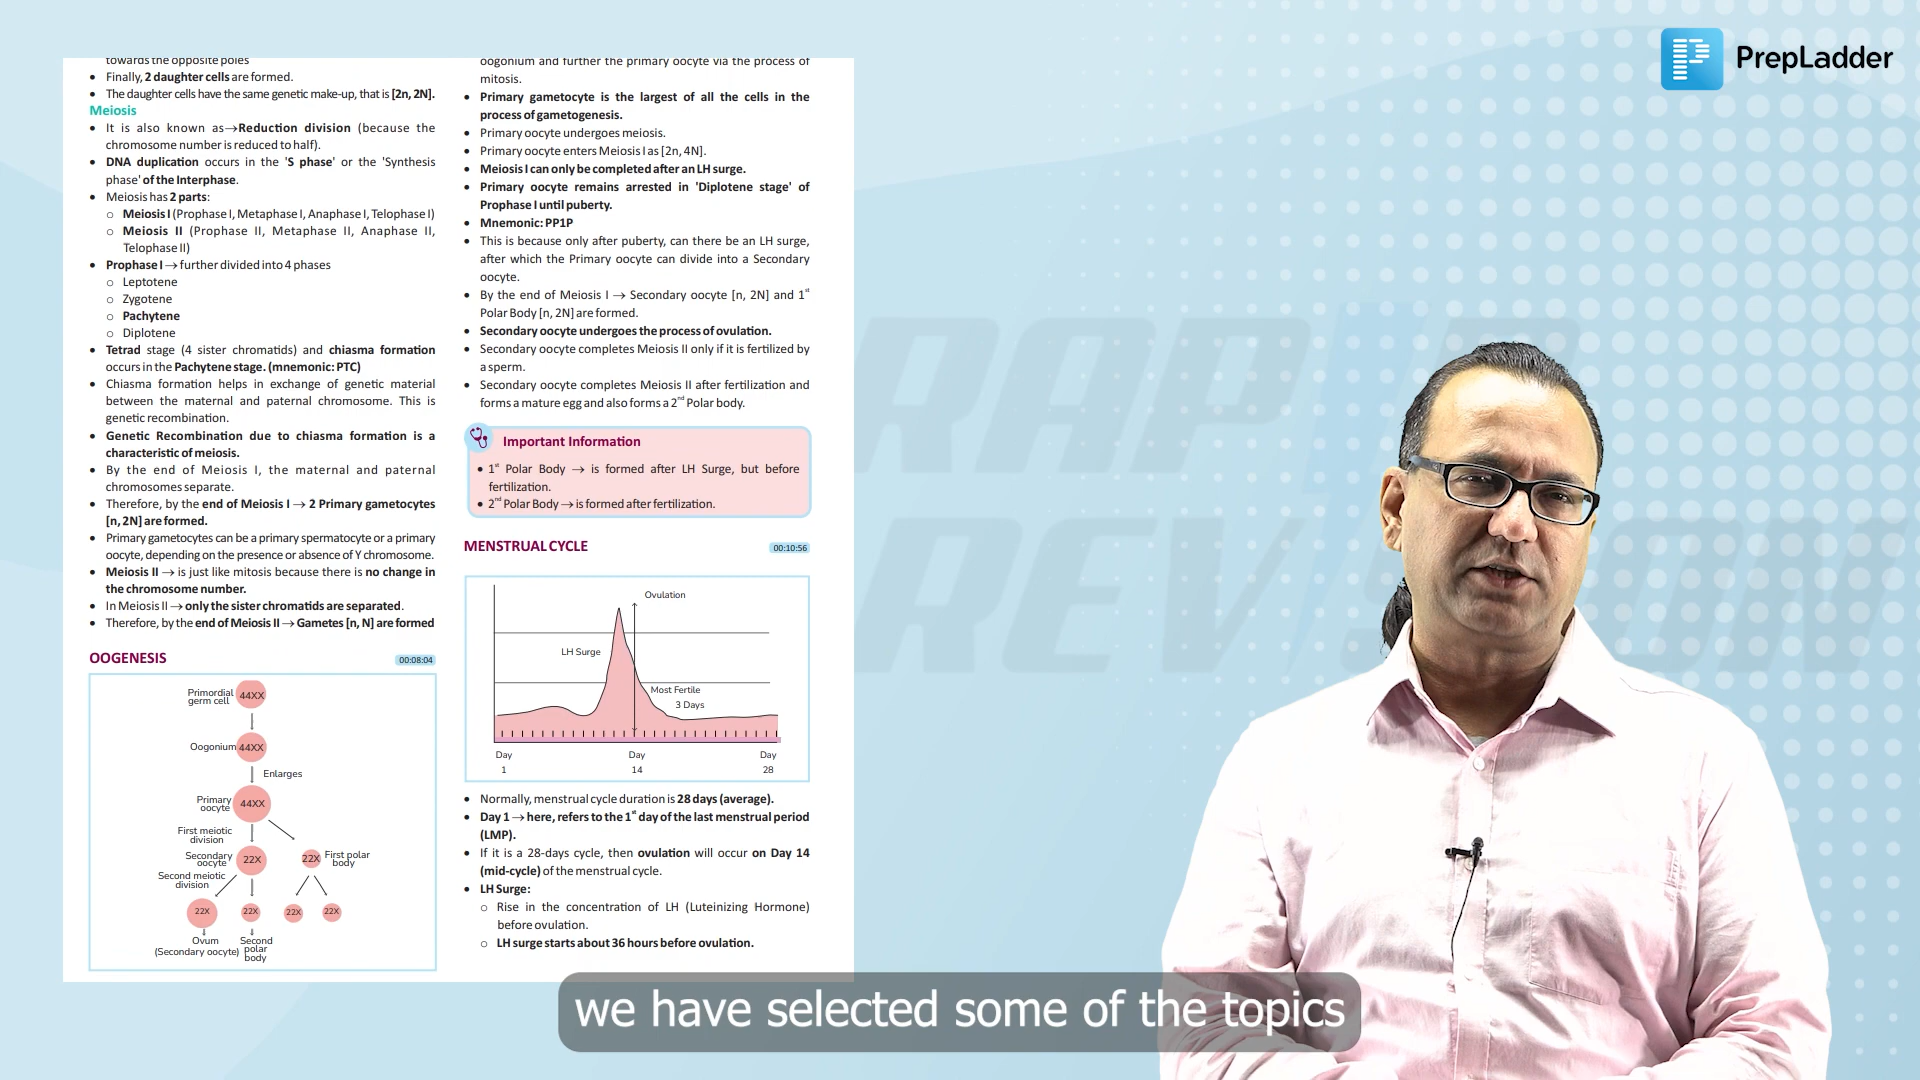 PrepLadder
towards the opposite poles
• Finally, 2 daughter cells are formed.
• The daughter cells have the same genetic make-up, that is [2n, 2N].
Meiosis
• It is also known as→Reduction division (because the
chromosome number is reduced to half).
• DNA duplication occurs in the 'S phase' or the 'Synthesis
phase' of the Interphase.
• Meiosis has 2 parts:
○ Meiosis I (Prophase I, Metaphase I, Anaphase I, Telophase I)
○ Meiosis II (Prophase II, Metaphase II, Anaphase II,
Telophase II)
• Prophase I → further divided into 4 phases
○ Leptotene
○ Zygotene
○ Pachytene
○ Diplotene
• Tetrad stage (4 sister chromatids) and chiasma formation
occurs in the Pachytene stage. (mnemonic: PTC)
• Chiasma formation helps in exchange of genetic material
between the maternal and paternal chromosome. This is
genetic recombination.
• Genetic Recombination due to chiasma formation is a
characteristic of meiosis.
• By the end of Meiosis I, the maternal and paternal
chromosomes separate.
• Therefore, by the end of Meiosis I → 2 Primary gametocytes
[n, 2N] are formed.
• Primary gametocytes can be a primary spermatocyte or a primary
oocyte, depending on the presence or absence of Y chromosome.
• Meiosis II → is just like mitosis because there is no change in
the chromosome number.
• In Meiosis II → only the sister chromatids are separated.
• Therefore, by the end of Meiosis II → Gametes [n, N] are formed
OOGENESIS 00:08:04
Primordial
germ cell
44XX
Oogonium 44XX
Enlarges
Primary
oocyte
44XX
First meiotic
division
Secondary
oocyte
22X
22X
First polar
body
Second meiotic
division
22X 22X 22X 22X
Ovum
(Secondary oocyte)
Second
polar
body
oogonium and further the primary oocyte via the process of
mitosis.
• Primary gametocyte is the largest of all the cells in the
process of gametogenesis.
• Primary oocyte undergoes meiosis.
• Primary oocyte enters Meiosis I as [2n, 4N].
• Meiosis I can only be completed after an LH surge.
• Primary oocyte remains arrested in 'Diplotene stage' of
Prophase I until puberty.
• Mnemonic: PP1P
• This is because only after puberty, can there be an LH surge,
after which the Primary oocyte can divide into a Secondary
oocyte.
• By the end of Meiosis I → Secondary oocyte [n, 2N] and 1st
Polar Body [n, 2N] are formed.
• Secondary oocyte undergoes the process of ovulation.
• Secondary oocyte completes Meiosis II only if it is fertilized by
a sperm.
• Secondary oocyte completes Meiosis II after fertilization and
forms a mature egg and also forms a 2nd Polar body.
Important Information
• 1st Polar Body → is formed after LH Surge, but before
fertilization.
• 2nd Polar Body → is formed after fertilization.
MENSTRUAL CYCLE 00:10:56
Ovulation
LH Surge
Most Fertile
3 Days
Day Day Day
1 14 28
• Normally, menstrual cycle duration is 28 days (average).
• Day 1 → here, refers to the 1st day of the last menstrual period
(LMP).
• If it is a 28-days cycle, then ovulation will occur on Day 14
(mid-cycle) of the menstrual cycle.
• LH Surge:
○ Rise in the concentration of LH (Luteinizing Hormone)
before ovulation.
○ LH surge starts about 36 hours before ovulation.
RAPID
REVISION
we have selected some of the topics